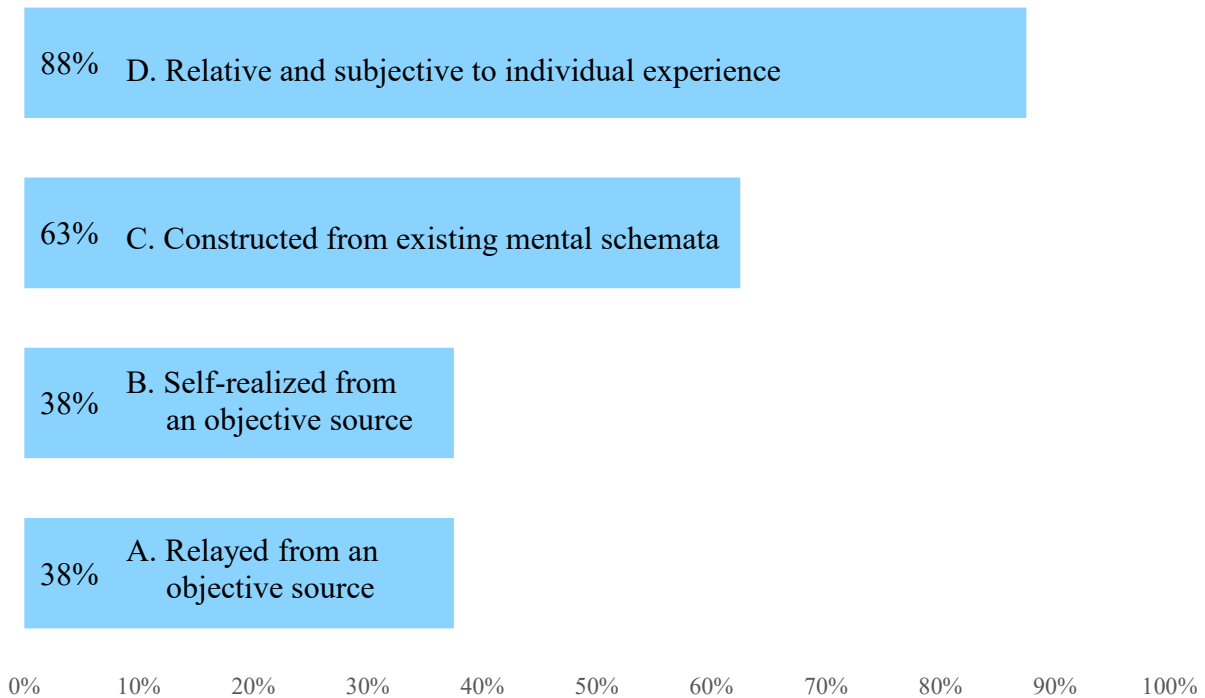 88% D. Relative and subjective to individual experience
63% C. Constructed from existing mental schemata
38% B. Self-realized from
an objective source
38% A. Relayed from an
objective source
0% 10% 20% 30% 40% 50% 60% 70% 80% 90% 100%